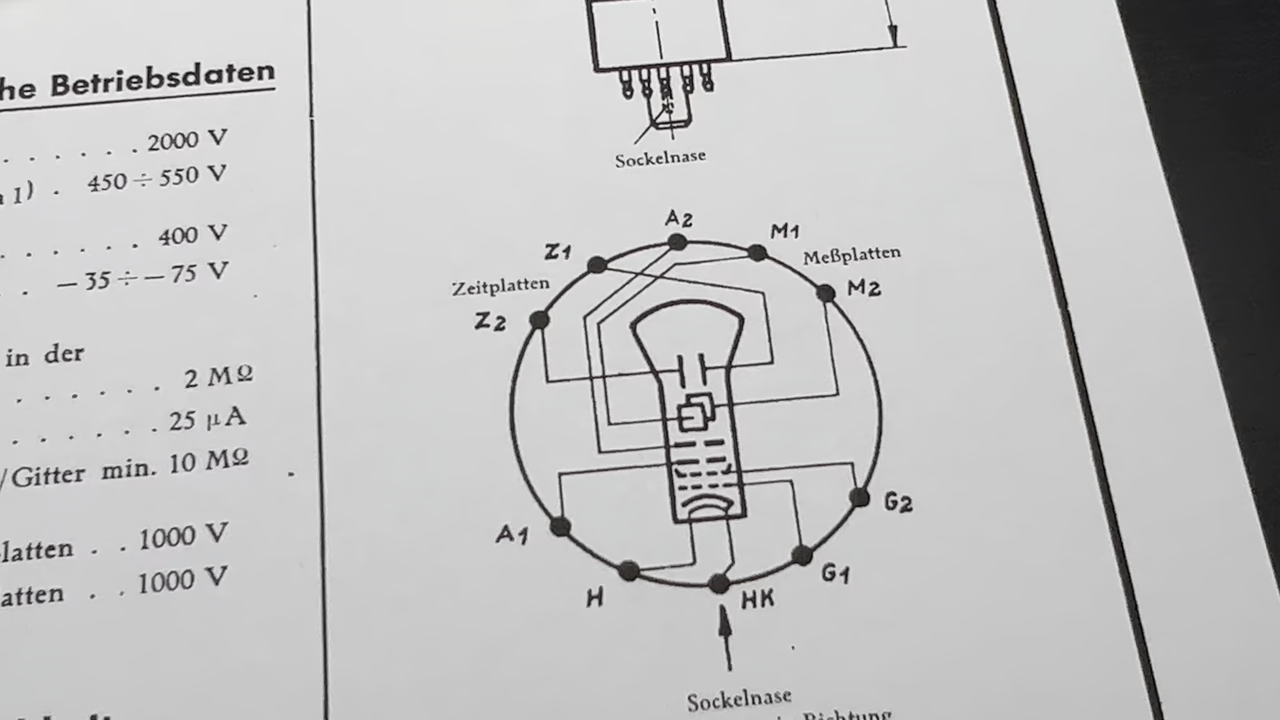 he Betriebsdaten
. . . . . . 2000 V
1) . 450 ÷ 550 V
. . . . . . 400 V
. . — 35 ÷ — 75 V
in der
. . . . . . 2 MΩ
. . . . . . 25 µA
/Gitter min. 10 MΩ
latten . . 1000 V
atten . . 1000 V
Sockelnase
A2
Z1
M1
Zeitplatten
Meßplatten
Z2
M2
A1
G2
H
HK
G1
Sockelnase
Richtung